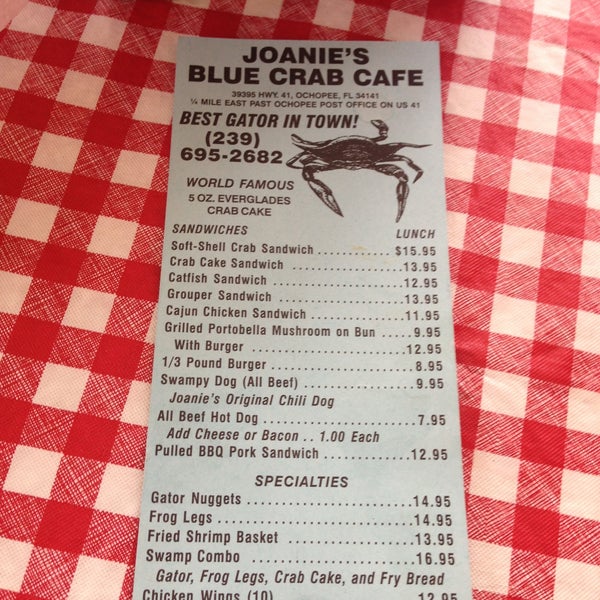 JOANIE'S
BLUE CRAB CAFE
39395 HWY. 41, OCHOPEE, FL 34141
¼ MILE EAST PAST OCHOPEE POST OFFICE ON US 41
BEST GATOR IN TOWN!
(239)
695-2682
WORLD FAMOUS
5 OZ. EVERGLADES
CRAB CAKE
SANDWICHES LUNCH
Soft-Shell Crab Sandwich ............ $15.95
Crab Cake Sandwich .................13.95
Catfish Sandwich ....................12.95
Grouper Sandwich ...................13.95
Cajun Chicken Sandwich .............11.95
Grilled Portobella Mushroom on Bun ....9.95
With Burger .......................12.95
1/3 Pound Burger .....................8.95
Swampy Dog (All Beef) ................9.95
Joanie's Original Chili Dog
All Beef Hot Dog ......................7.95
Add Cheese or Bacon .. 1.00 Each
Pulled BBQ Pork Sandwich ............12.95
SPECIALTIES
Gator Nuggets .......................14.95
Frog Legs ...........................14.95
Fried Shrimp Basket .................13.95
Swamp Combo .......................16.95
Gator, Frog Legs, Crab Cake, and Fry Bread
Chicken Wings (10) ..................12.95